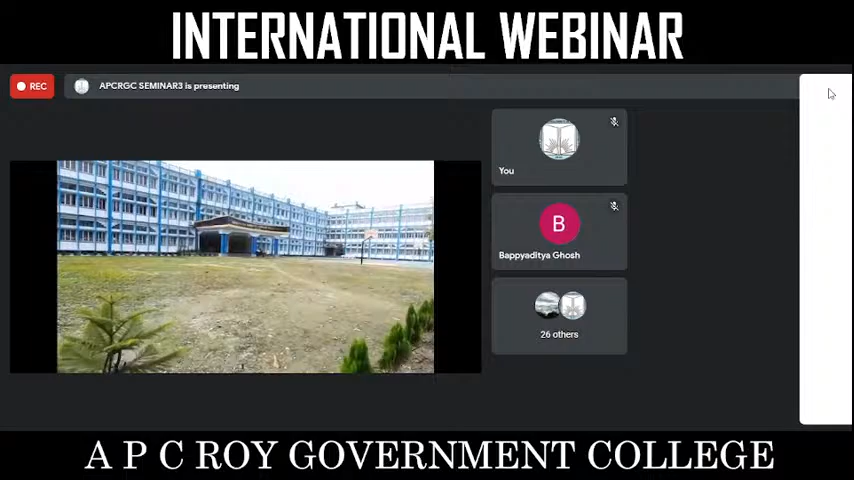 INTERNATIONAL WEBINAR
REC
APCRGC SEMINAR3 is presenting
You
B
Bappyaditya Ghosh
26 others
A P C ROY GOVERNMENT COLLEGE